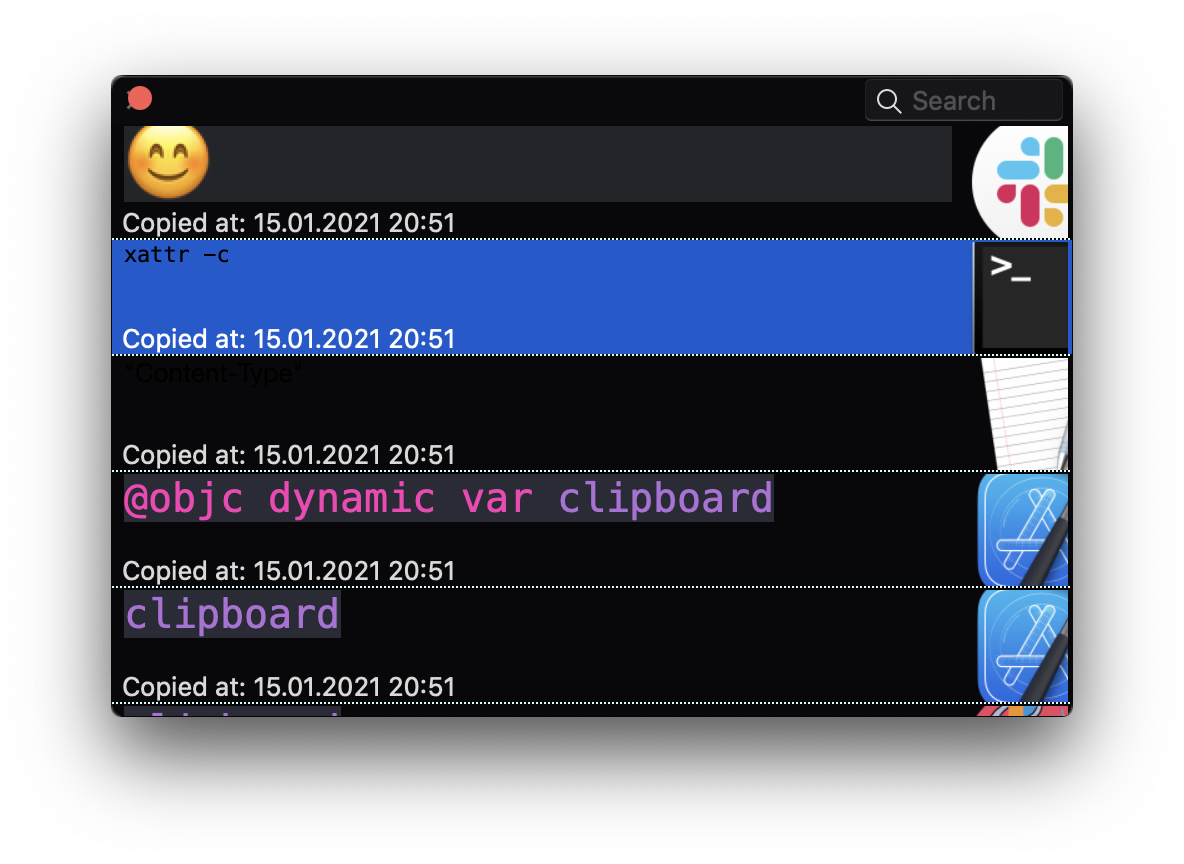 Search
😊
Copied at: 15.01.2021 20:51
xattr -c
>_
Copied at: 15.01.2021 20:51
"Content-Type"
Copied at: 15.01.2021 20:51
@objc dynamic var clipboard
Copied at: 15.01.2021 20:51
clipboard
Copied at: 15.01.2021 20:51